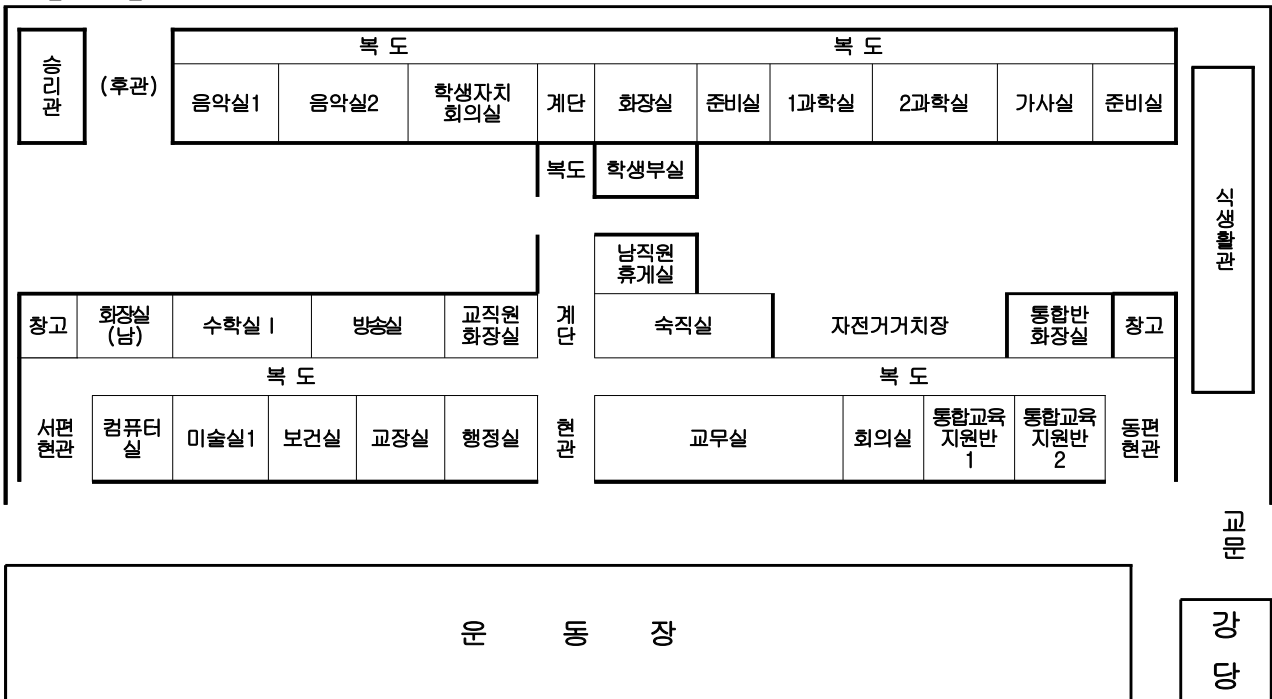 승리관
(후관)
복 도
복 도
음악실1
음악실2
학생자치
회의실
계단
화장실
준비실
1과학실
2과학실
가사실
준비실
복도
학생부실
식생활관
남직원
휴게실
창고
화장실
(남)
수학실 I
방송실
교직원
화장실
계단
숙직실
자전거거치장
통합반
화장실
창고
복 도
복 도
서편
현관
컴퓨터
실
미술실1
보건실
교장실
행정실
현관
교무실
회의실
통합교육
지원반
1
통합교육
지원반
2
동편
현관
교문
운 동 장
강당